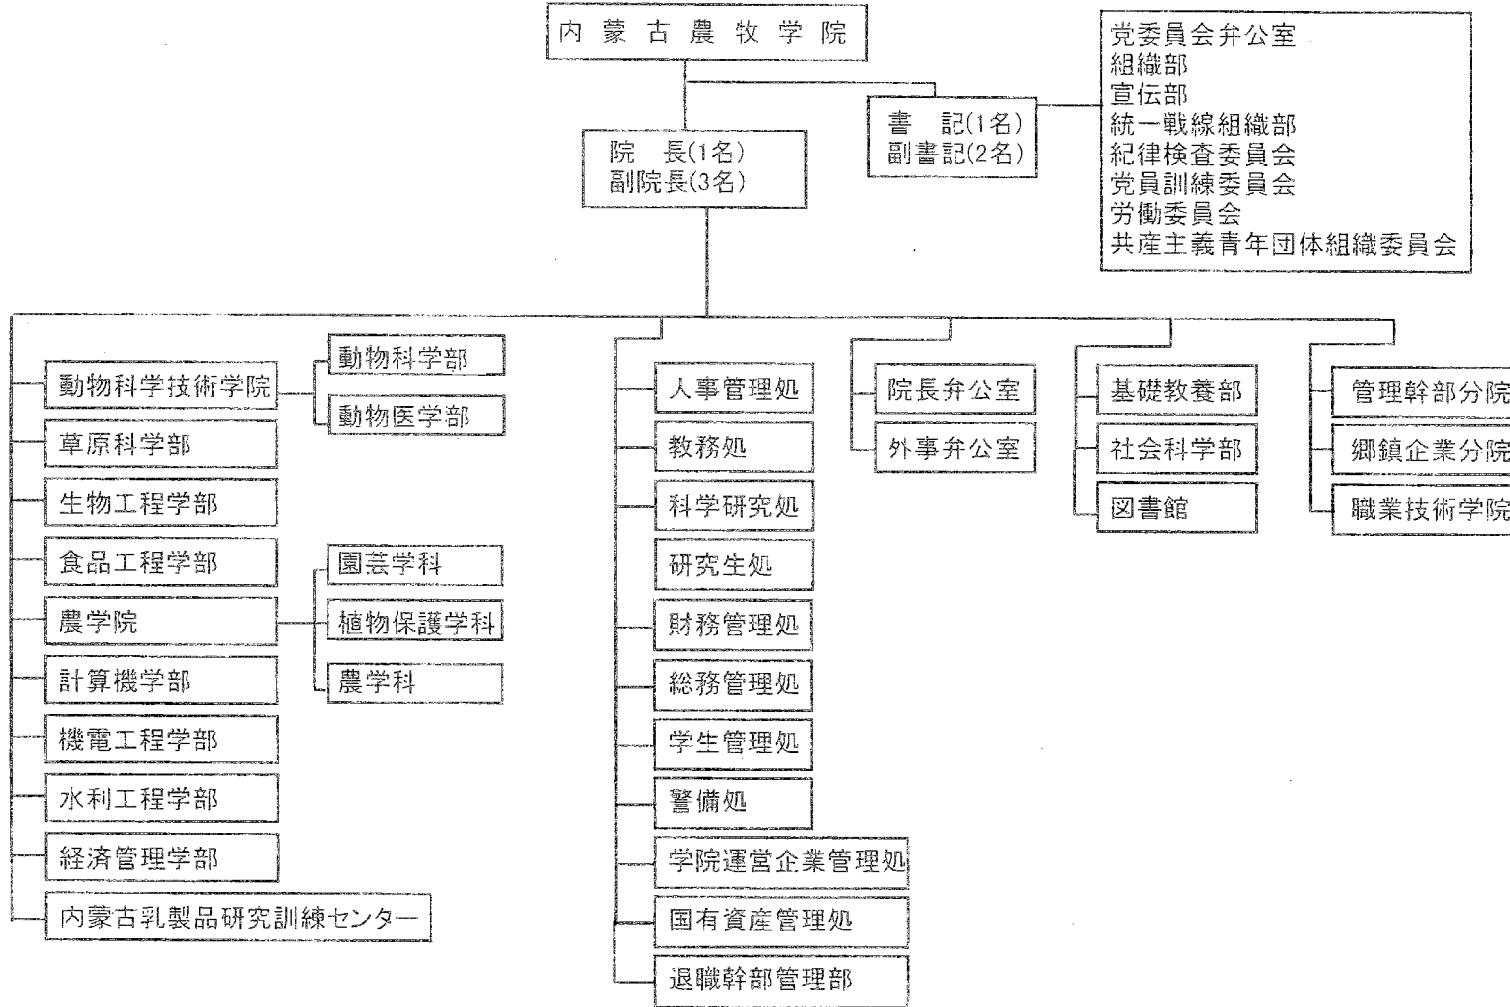 内蒙古農牧学院
党委員会弁公室
組織部
宣伝部
統一戦線組織部
紀律検査委員会
党員訓練委員会
労働委員会
共産主義青年団体組織委員会
書 記(1名)
副書記(2名)
院 長(1名)
副院長(3名)
動物科学技術学院
動物科学部
動物医学部
草原科学部
生物工程学部
食品工程学部
農学院
園芸学科
植物保護学科
農学科
計算機学部
機電工程学部
水利工程学部
経済管理学部
内蒙古乳製品研究訓練センター
人事管理処
教務処
科学研究処
研究生処
財務管理処
総務管理処
学生管理処
警備処
学院運営企業管理処
国有資産管理処
退職幹部管理部
院長弁公室
外事弁公室
基礎教養部
社会科学部
図書館
管理幹部分院
郷鎮企業分院
職業技術学院